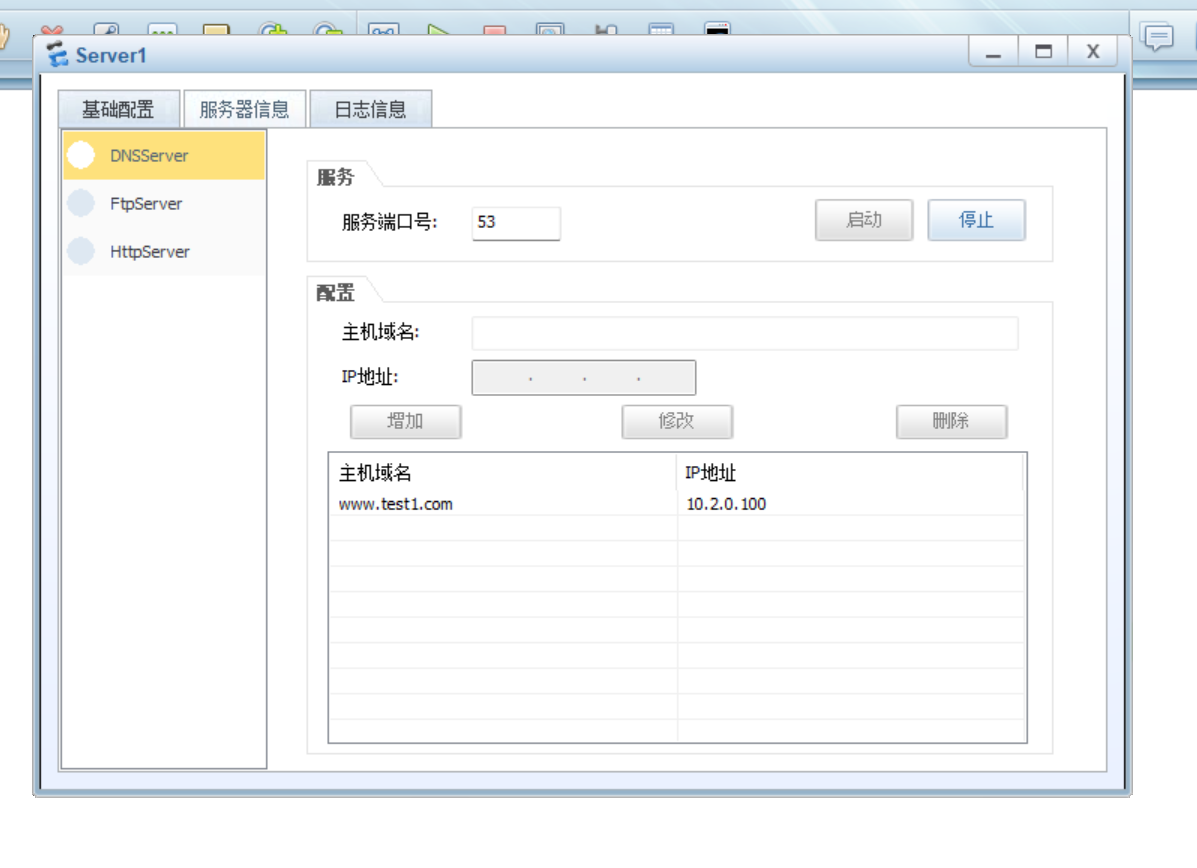 Server1
X
基础配置 服务器信息 日志信息
DNSServer
FtpServer
HttpServer
服务
服务端口号: 53 启动 停止
配置
主机域名:
IP地址: . . .
增加 修改 删除
主机域名 IP地址
www.test1.com 10.2.0.100